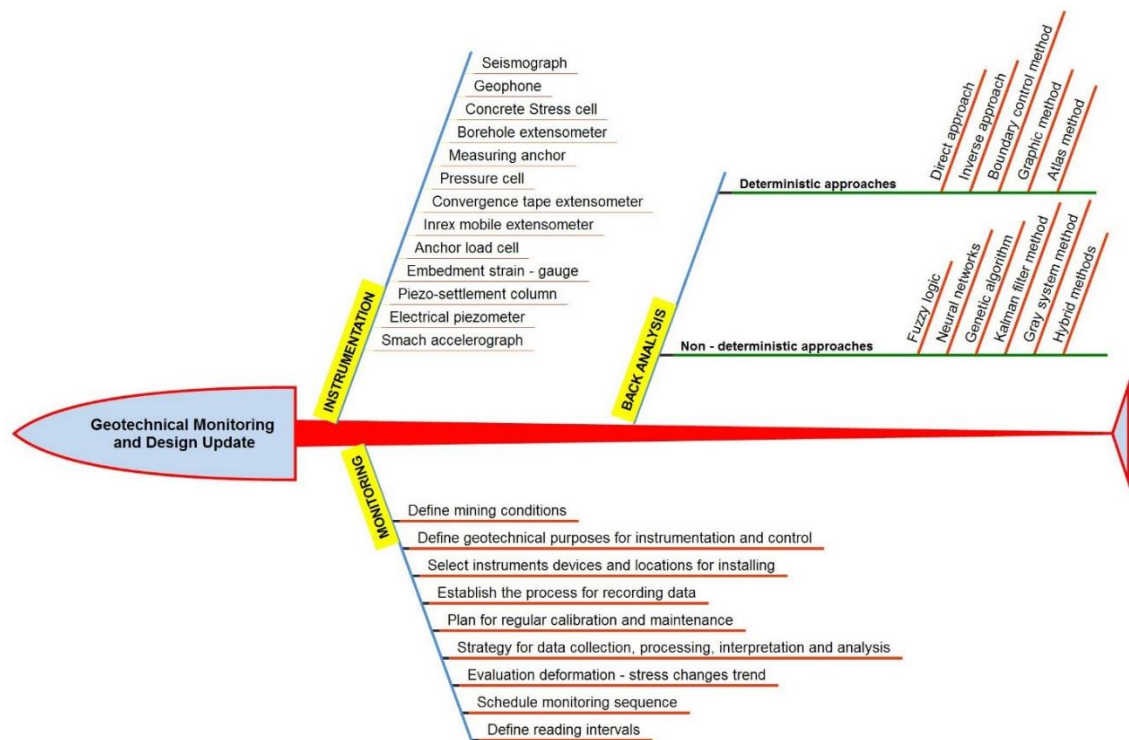 Geotechnical Monitoring
and Design Update
INSTRUMENTATION
Seismograph
Geophone
Concrete Stress cell
Borehole extensometer
Measuring anchor
Pressure cell
Convergence tape extensometer
Inrex mobile extensometer
Anchor load cell
Embedment strain - gauge
Piezo-settlement column
Electrical piezometer
Smach accelerograph
BACK ANALYSIS
Deterministic approaches
Direct approach
Inverse approach
Boundary control method
Graphic method
Atlas method
Non - deterministic approaches
Fuzzy logic
Neural networks
Genetic algorithm
Kalman filter method
Gray system method
Hybrid methods
MONITORING
Define mining conditions
Define geotechnical purposes for instrumentation and control
Select instruments devices and locations for installing
Establish the process for recording data
Plan for regular calibration and maintenance
Strategy for data collection, processing, interpretation and analysis
Evaluation deformation - stress changes trend
Schedule monitoring sequence
Define reading intervals